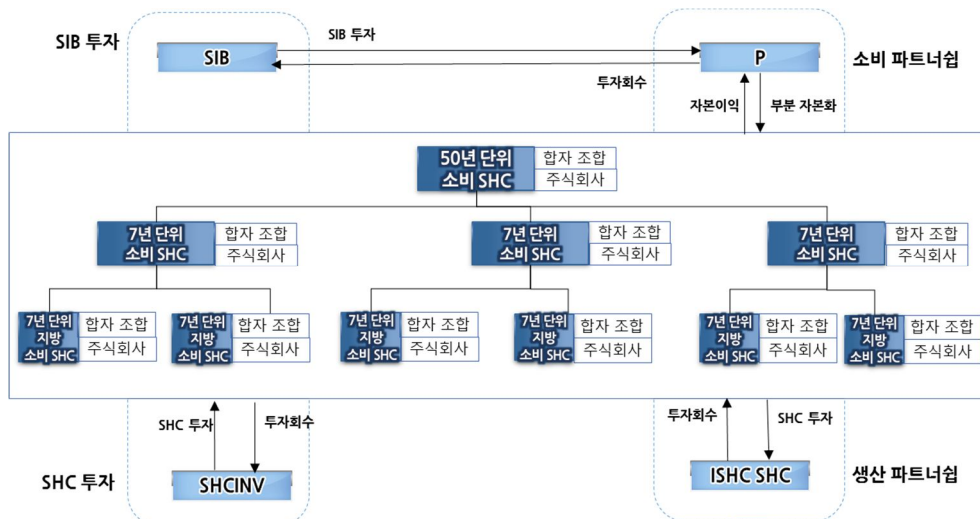 SIB 투자
SIB
SIB 투자
투자회수
P
소비 파트너쉽
자본이익
부분 자본화
50년 단위
소비 SHC
합자 조합
주식회사
7년 단위
소비 SHC
합자 조합
주식회사
7년 단위
소비 SHC
합자 조합
주식회사
7년 단위
소비 SHC
합자 조합
주식회사
7년 단위
지방
소비 SHC
합자 조합
주식회사
7년 단위
지방
소비 SHC
합자 조합
주식회사
7년 단위
지방
소비 SHC
합자 조합
주식회사
7년 단위
지방
소비 SHC
합자 조합
주식회사
7년 단위
지방
소비 SHC
합자 조합
주식회사
7년 단위
지방
소비 SHC
합자 조합
주식회사
SHC 투자
투자회수
투자회수
SHC 투자
SHC 투자
SHCINV
ISHC SHC
생산 파트너쉽